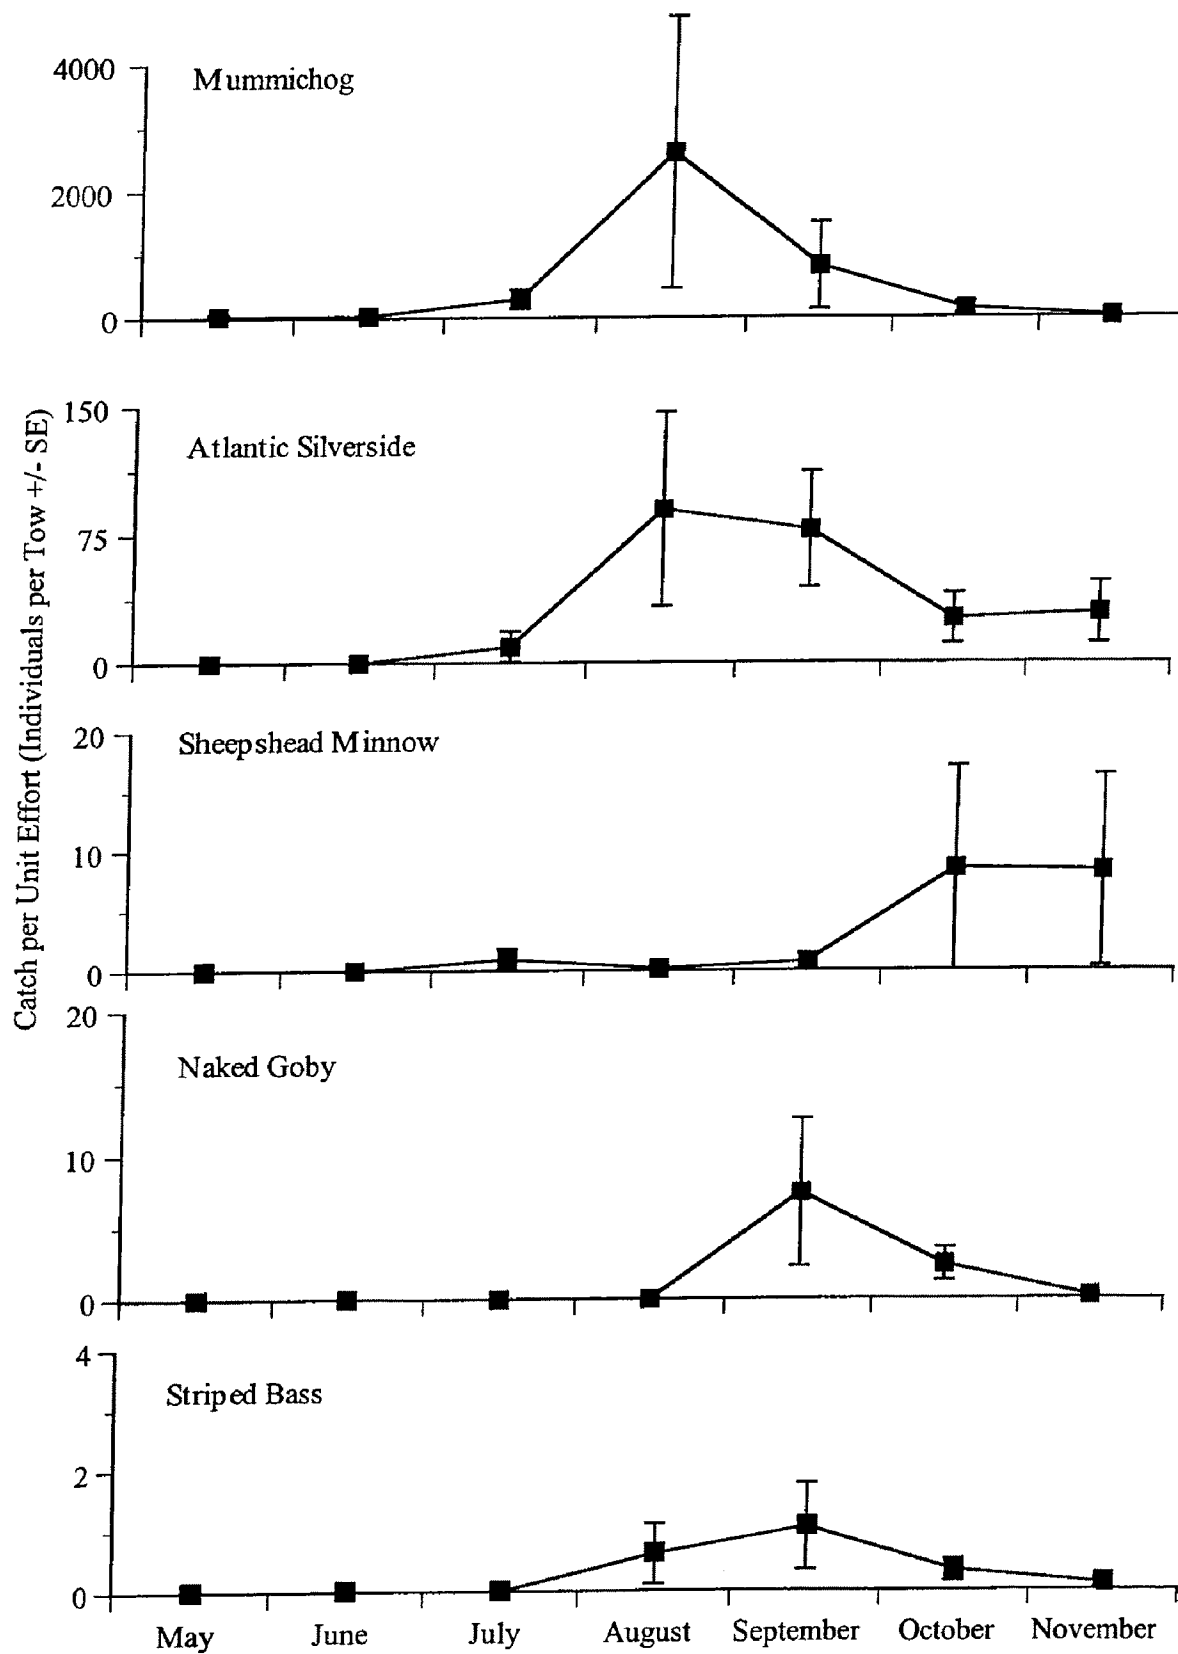 4000
Mummichog
2000
0
Catch per Unit Effort (Individuals per Tow +/- SE)
150
Atlantic Silverside
75
0
20
Sheepshead Minnow
10
0
20
Naked Goby
10
0
4
Striped Bass
2
0
May June July August September October November